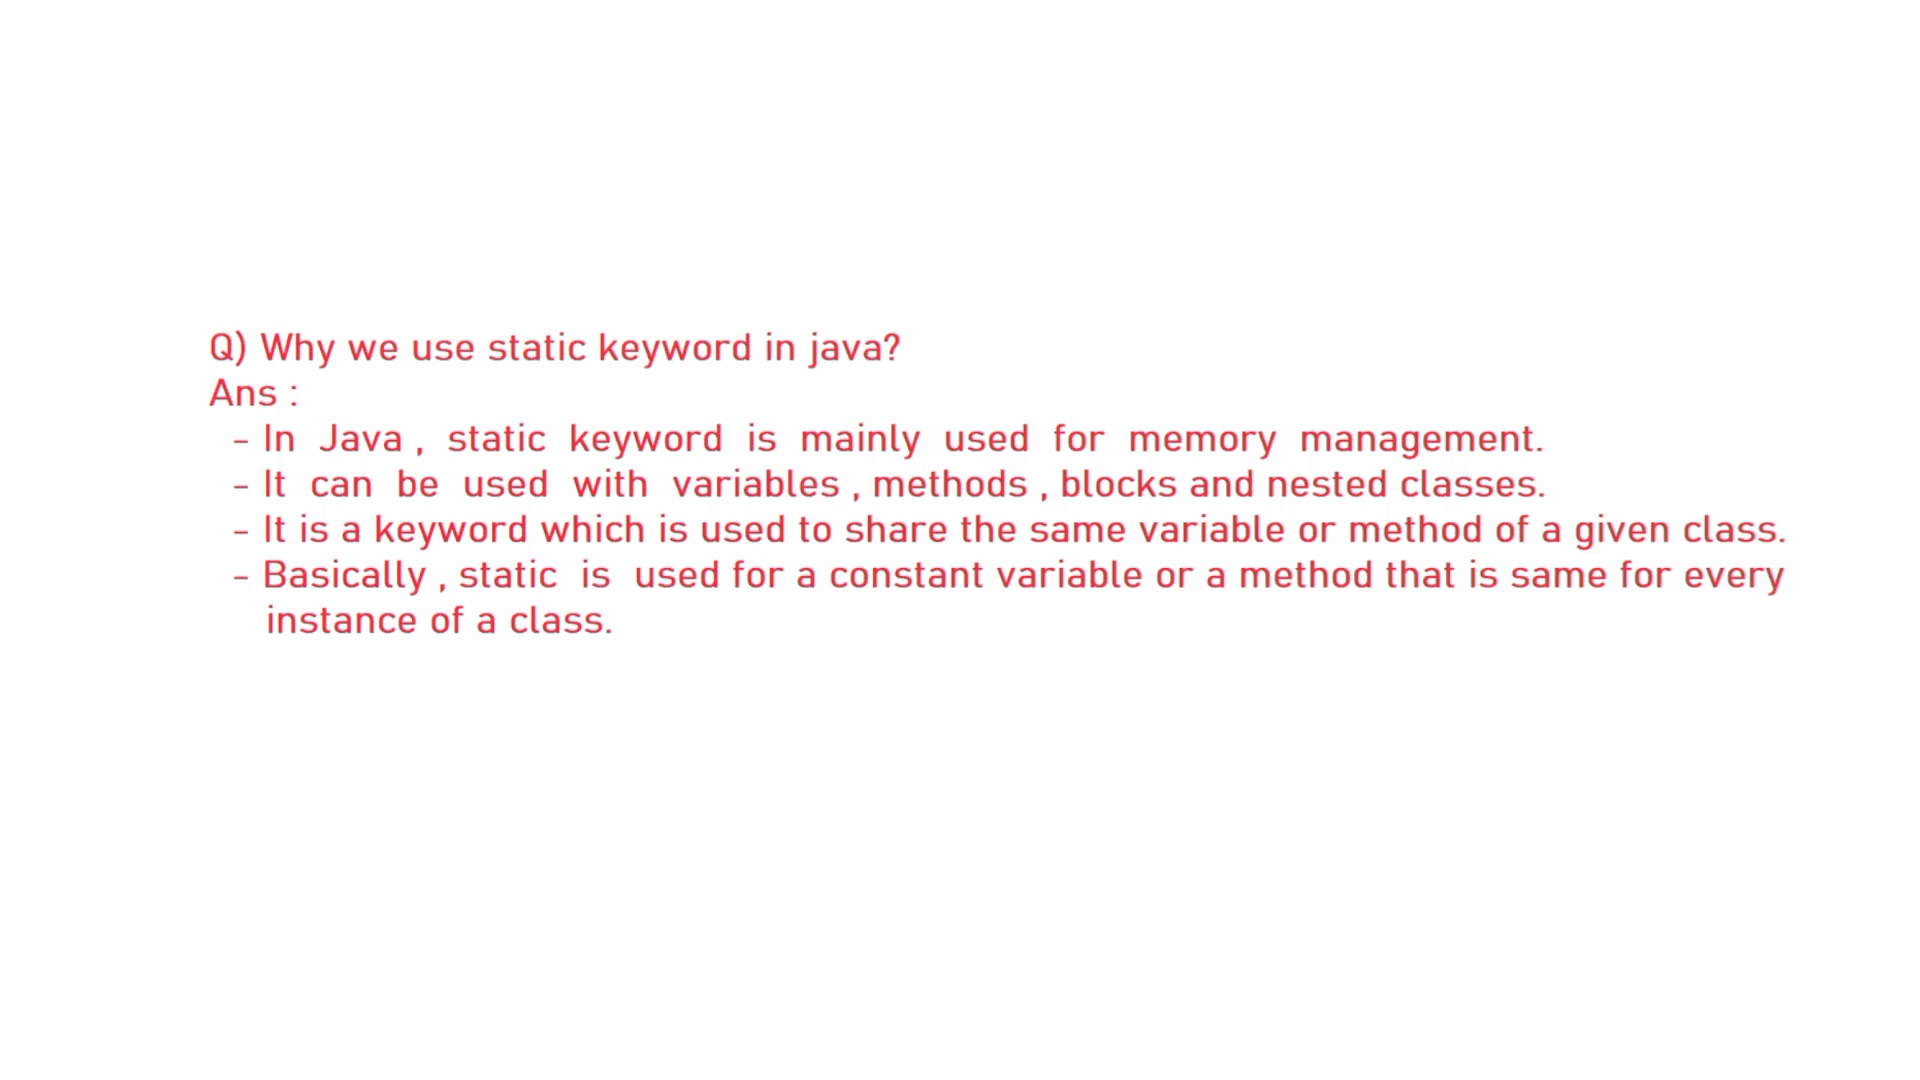 Q) Why we use static keyword in java?
Ans :
- In Java , static keyword is mainly used for memory management.
- It can be used with variables , methods , blocks and nested classes.
- It is a keyword which is used to share the same variable or method of a given class.
- Basically , static is used for a constant variable or a method that is same for every
instance of a class.